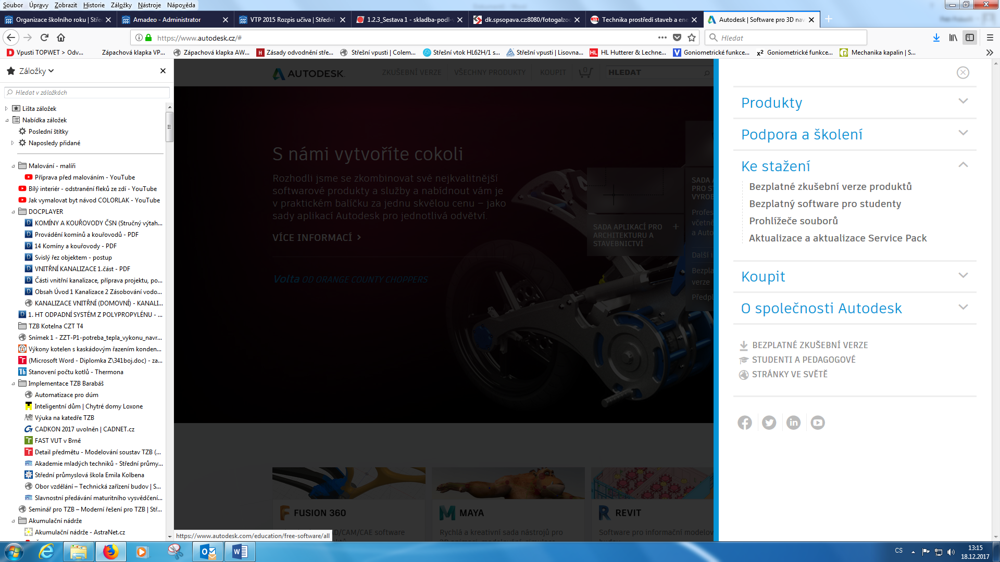 Soubor Úpravy Zobrazit Historie Záložky Nástroje Nápověda
Organizace školního roku | Stře
Amadeo - Administrator
VTP 2015 Rozpis učiva | Střední
1.2.3_Sestava 1 - skladba-podl-v
dk.spsopava.cz:8080/fotogalzoo
Technika prostředí staveb a ene
Autodesk | Software pro 3D nav
https://www.autodesk.cz/#
Hledat
Vpusti TOPWET > Odv...
Zápachová klapka VP...
Zápachová klapka AW...
Zásady odvodnění stře...
Střešní vpusti | Colem...
Střešní vtok HL62H/1 s...
Střešní vpusti | Lisovna...
HL Hutterer & Lechne...
Goniometrické funkce...
Goniometrické funkce...
Mechanika kapalin | S...
Záložky
Hledat v záložkách
Lišta záložek
Nabídka záložek
Poslední štítky
Naposledy přidané
Malování - malíři
Příprava před malováním - YouTube
Bílý interiér - odstranění fleků ze zdí - YouTube
Jak vymalovat byt návod COLORLAK - YouTube
DOCPLAYER
KOMÍNY A KOUŘOVODY ČSN (Stručný výtah...
Provádění komínů a kouřovodů - PDF
14 Komíny a kouřovody - PDF
Svislý řez objektem - postup
VNITŘNÍ KANALIZACE 1.část - PDF
Části vnitřní kanalizace, příprava projektu, po...
Obsah Úvod 1 Kanalizace 2 Zásobování vodo...
KANALIZACE VNITŘNÍ (DOMOVNÍ) - KANALI...
1. HT ODPADNÍ SYSTÉM Z POLYPROPYLÉNU - ...
TZB Kotelna CZT T4
Snímek 1 - ZZT-P1-potreba_tepla_vykonu_navr...
Výkony kotelen s kaskádovým řazením konden...
(Microsoft Word - Diplomka Z\341boj.doc) - za...
Stanovení počtu kotlů - Thermona
Implementace TZB Barabáš
Automatizace pro dům
Inteligentní dům | Chytré domy Loxone
Výuka na katedře TZB
CADKON 2017 uvolněn | CADNET.cz
FAST VUT v Brně
Detail předmětu - Modelování soustav TZB (...
Akademie mladých techniků - Střední průmy...
Střední průmyslová škola Emila Kolbena
Obor vzdělání – Technická zařízení budov | S...
Slavnostní předávání maturitního vysvědčení...
Seminář pro TZB – Moderní řešení pro TZB | Stř...
Akumulační nádrže
Akumulační nádrže - AstraNet.cz
AUTODESK.
ZKUŠEBNÍ VERZE
VŠECHNY PRODUKTY
KOUPIT
0
HLEDAT
S námi vytvoříte cokoli
Rozhodli jsme se zkombinovat své nejkvalitnější
softwarové produkty a služby a nabídnout vám je
v praktickém balíčku za jednu skvělou cenu – jako
sady aplikací Autodesk pro jednotlivá odvětví.
VÍCE INFORMACÍ >
Volta OD ORANGE COUNTY CHOPPERS
SADA APLIKACÍ PRO
ARCHITEKTURU A
STAVEBNICTVÍ
SADA A
PRO ST
VÝROB
Profes
včetně
a Auto
Další i
Bezpla
verze
Předpl
FUSION 360
AD/CAM/CAE software
MAYA
Rychlá a kreativní sada nástrojů pro
REVIT
Software pro informační modelov
https://www.autodesk.com/education/free-software/all
Produkty
Podpora a školení
Ke stažení
Bezplatné zkušební verze produktů
Bezplatný software pro studenty
Prohlížeče souborů
Aktualizace a aktualizace Service Pack
Koupit
O společnosti Autodesk
BEZPLATNÉ ZKUŠEBNÍ VERZE
STUDENTI A PEDAGOGOVÉ
STRÁNKY VE SVĚTĚ
CS
13:15
18.12.2017